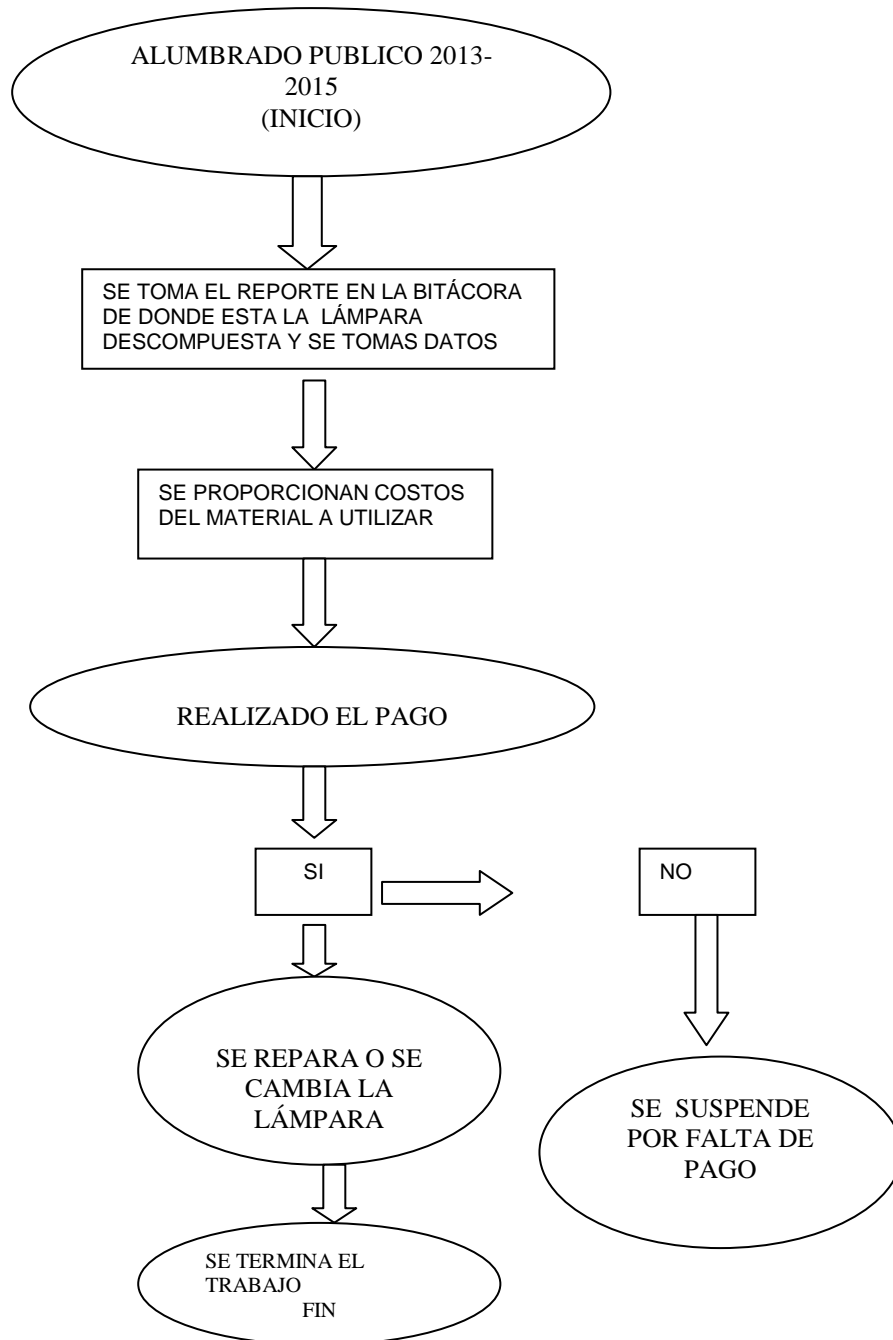 ALUMBRADO PUBLICO 2013-
2015
(INICIO)
SE TOMA EL REPORTE EN LA BITÁCORA
DE DONDE ESTA LA LÁMPARA
DESCOMPUESTA Y SE TOMAS DATOS
SE PROPORCIONAN COSTOS
DEL MATERIAL A UTILIZAR
REALIZADO EL PAGO
SI
NO
SE REPARA O SE
CAMBIA LA
LÁMPARA
SE SUSPENDE
POR FALTA DE
PAGO
SE TERMINA EL
TRABAJO
FIN